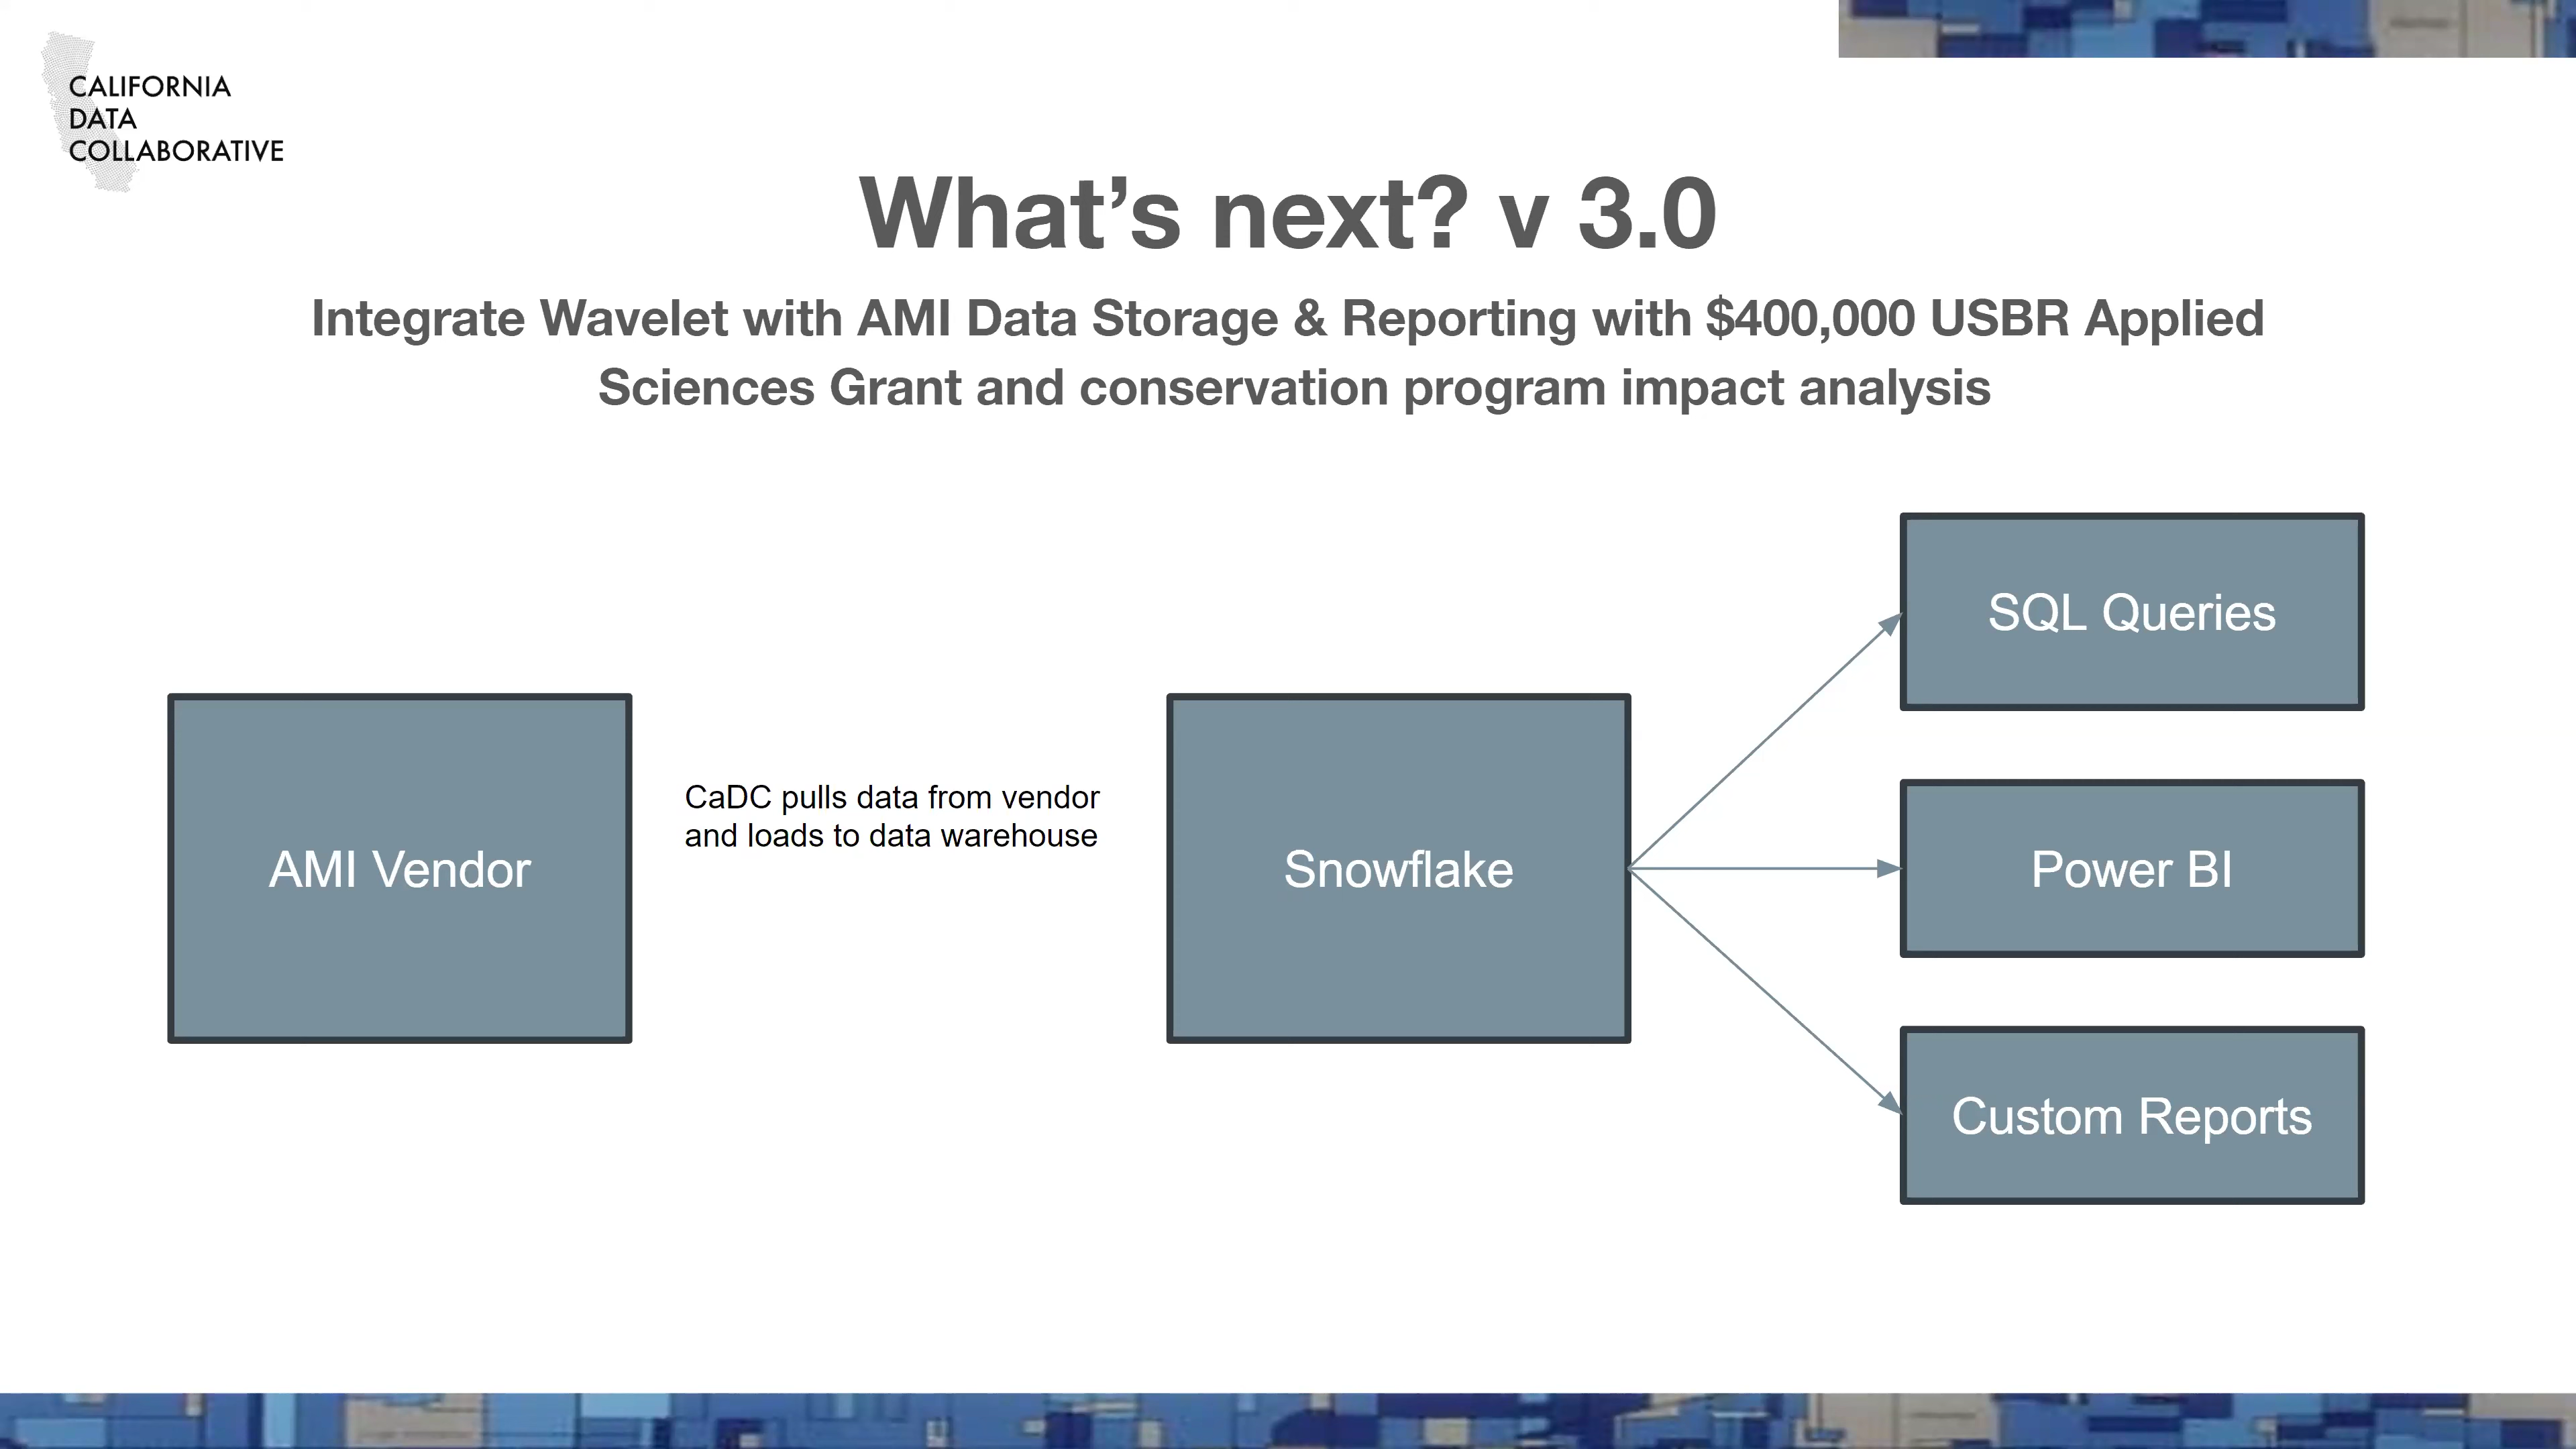 CALIFORNIA
DATA
COLLABORATIVE
What’s next? v 3.0
Integrate Wavelet with AMI Data Storage & Reporting with $400,000 USBR Applied
Sciences Grant and conservation program impact analysis
AMI Vendor
CaDC pulls data from vendor
and loads to data warehouse
Snowflake
SQL Queries
Power BI
Custom Reports